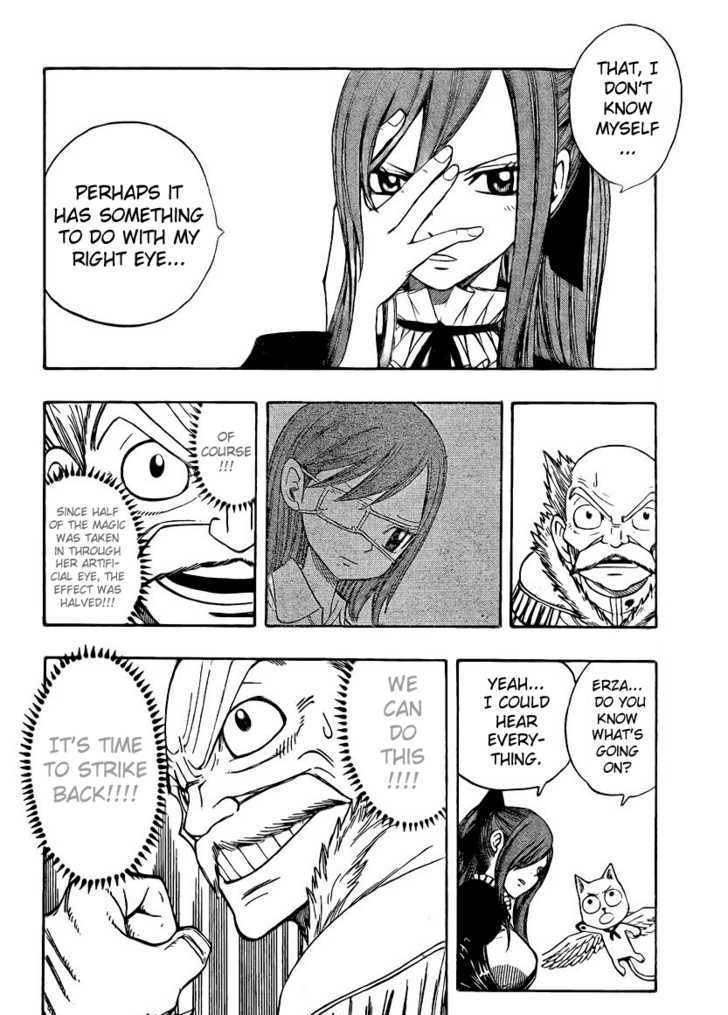 THAT, I
DON'T
KNOW
MYSELF
...
PERHAPS IT
HAS SOMETHING
TO DO WITH MY
RIGHT EYE...
OF
COURSE
!!!
SINCE HALF
OF THE MAGIC
WAS TAKEN
IN THROUGH
HER ARTIFI-
CIAL EYE, THE
EFFECT WAS
HALVED!!!
ERZA...
DO YOU
KNOW
WHAT'S
GOING
ON?
YEAH...
I COULD
HEAR
EVERY-
THING.
WE
CAN
DO
THIS
!!!!
IT'S TIME
TO STRIKE
BACK!!!!